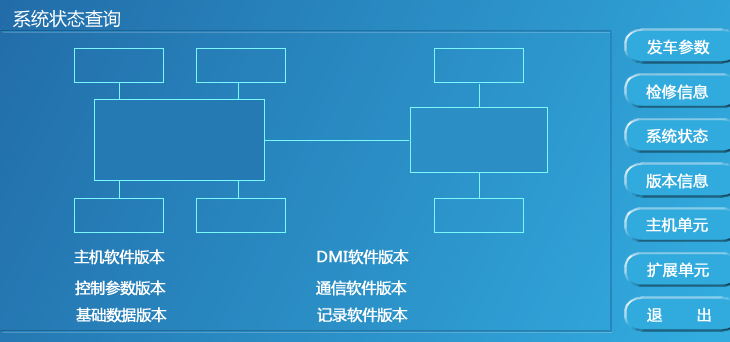 系统状态查询
发车参数
检修信息
系统状态
版本信息
主机单元
扩展单元
退 出
主机软件版本 DMI软件版本
控制参数版本 通信软件版本
基础数据版本 记录软件版本